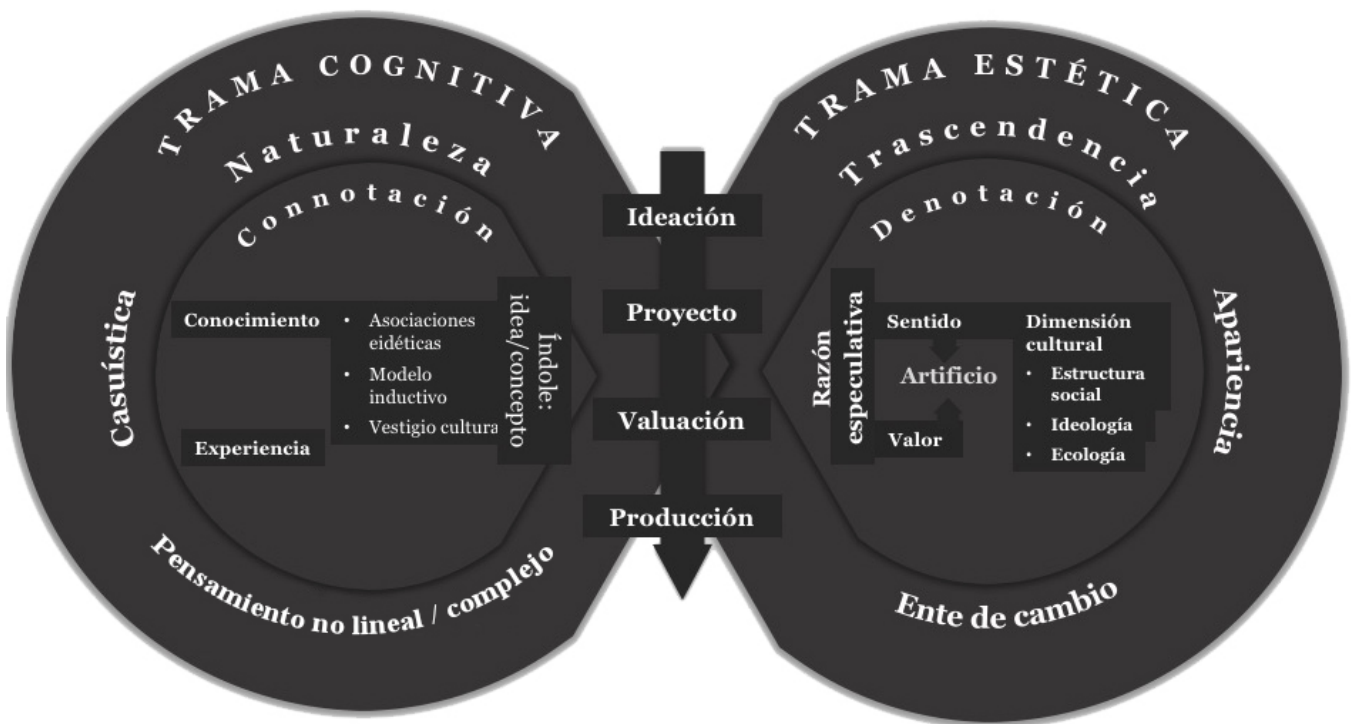 TRAMA COGNITIVA
Naturaleza
Connotación
Casuística
Conocimiento
Experiencia
• Asociaciones
eidéticas
• Modelo
inductivo
• Vestigio cultura
Índole:
idea/concepto
Pensamiento no lineal / complejo
Ideación
Proyecto
Valuación
Producción
TRAMA ESTÉTICA
Trascendencia
Denotación
Razón
especulativa
Sentido
Artificio
Valor
Dimensión
cultural
• Estructura
social
• Ideología
• Ecología
Apariencia
Ente de cambio